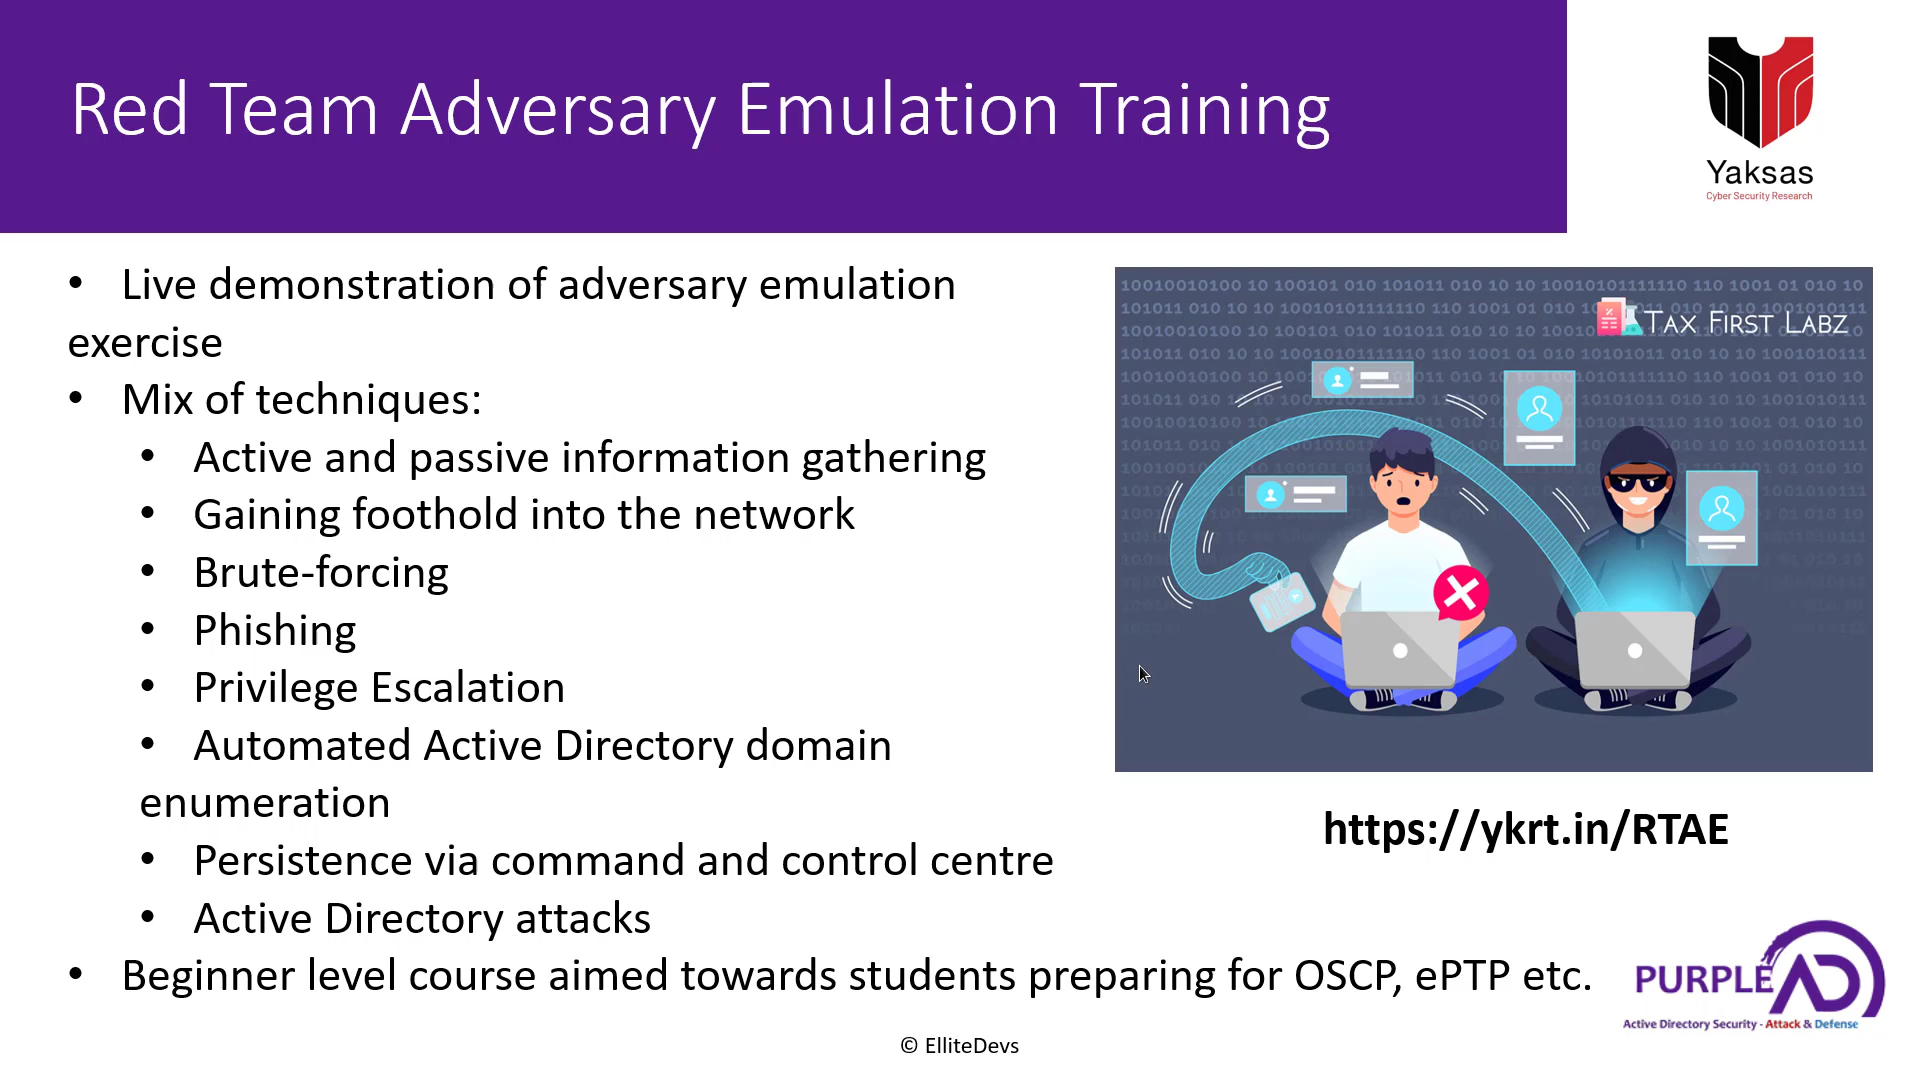 Red Team Adversary Emulation Training
Yaksas
Cyber Security Research
• Live demonstration of adversary emulation
exercise
• Mix of techniques:
• Active and passive information gathering
• Gaining foothold into the network
• Brute-forcing
• Phishing
• Privilege Escalation
• Automated Active Directory domain
enumeration
• Persistence via command and control centre
• Active Directory attacks
• Beginner level course aimed towards students preparing for OSCP, ePTP etc.
TAX FIRST LABZ
https://ykrt.in/RTAE
PURPLE AD
Active Directory Security - Attack & Defense
© ElliteDevs